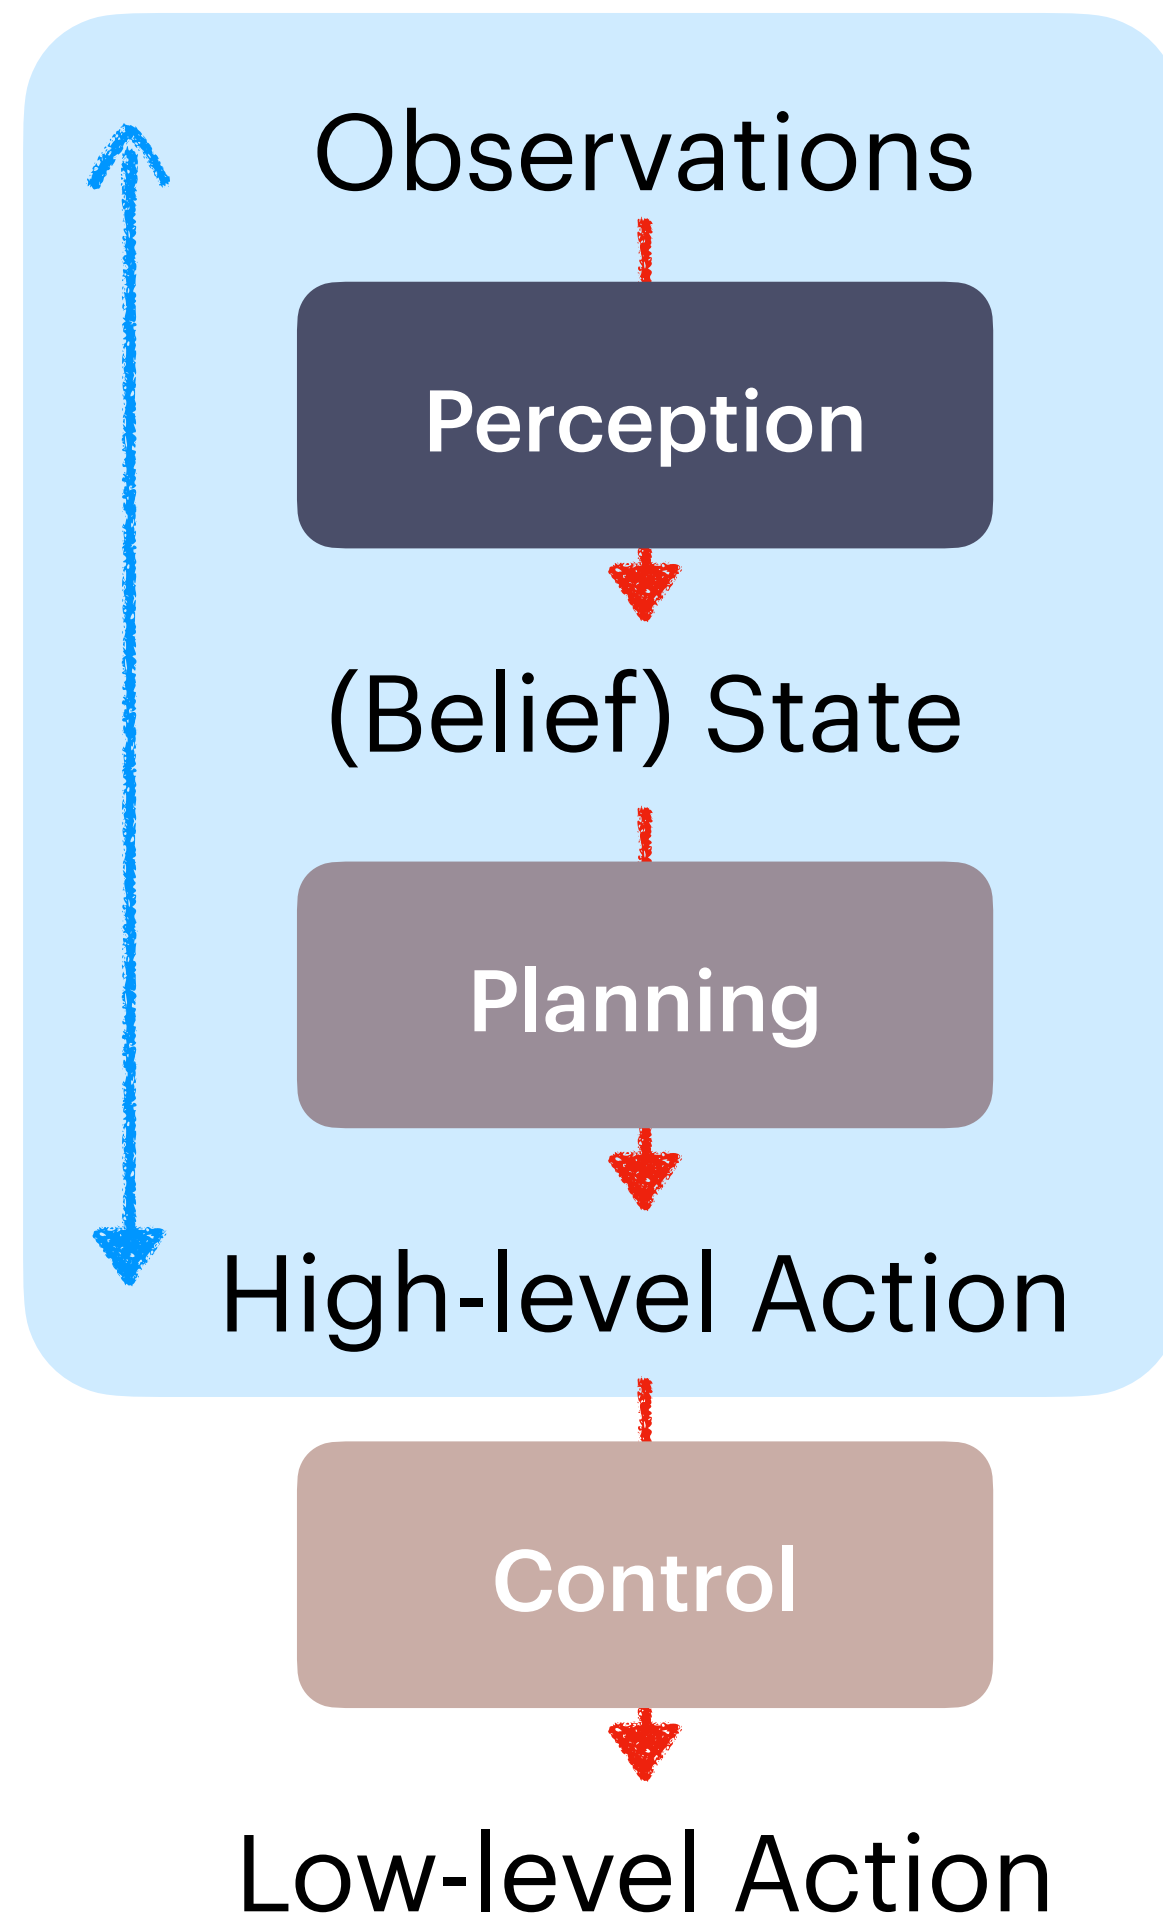 Observations
Perception
(Belief) State
Planning
High-level Action
Control
Low-level Action